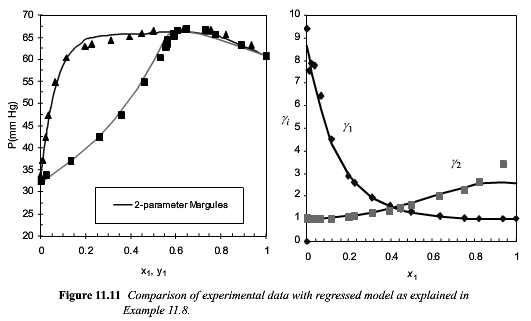 70
65
60
55
50
45
40
35
30
25
20
P(mm Hg)
2-parameter Margules
0 0.2 0.4 0.6 0.8 1
x1, y1
10
9
8
7
6
5
4
3
2
1
0
γi
γ1
γ2
0 0.2 0.4 0.6 0.8 1
x1
Figure 11.11 Comparison of experimental data with regressed model as explained in
Example 11.8.